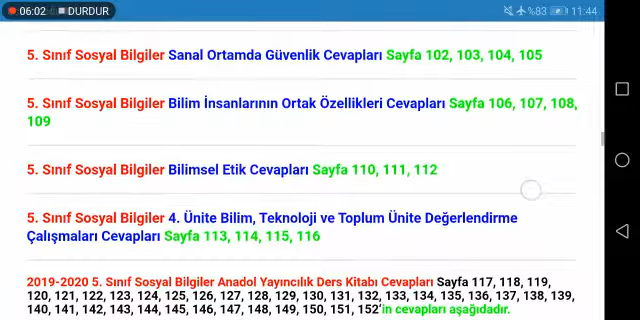 06:02 DURDUR %83 11:44
5. Sınıf Sosyal Bilgiler Sanal Ortamda Güvenlik Cevapları Sayfa 102, 103, 104, 105
5. Sınıf Sosyal Bilgiler Bilim İnsanlarının Ortak Özellikleri Cevapları Sayfa 106, 107, 108,
109
5. Sınıf Sosyal Bilgiler Bilimsel Etik Cevapları Sayfa 110, 111, 112
5. Sınıf Sosyal Bilgiler 4. Ünite Bilim, Teknoloji ve Toplum Ünite Değerlendirme
Çalışmaları Cevapları Sayfa 113, 114, 115, 116
2019-2020 5. Sınıf Sosyal Bilgiler Anadol Yayıncılık Ders Kitabı Cevapları Sayfa 117, 118, 119,
120, 121, 122, 123, 124, 125, 126, 127, 128, 129, 130, 131, 132, 133, 134, 135, 136, 137, 138, 139,
140, 141, 142, 143, 144, 145, 146, 147, 148, 149, 150, 151, 152’in cevapları aşağıdadır.